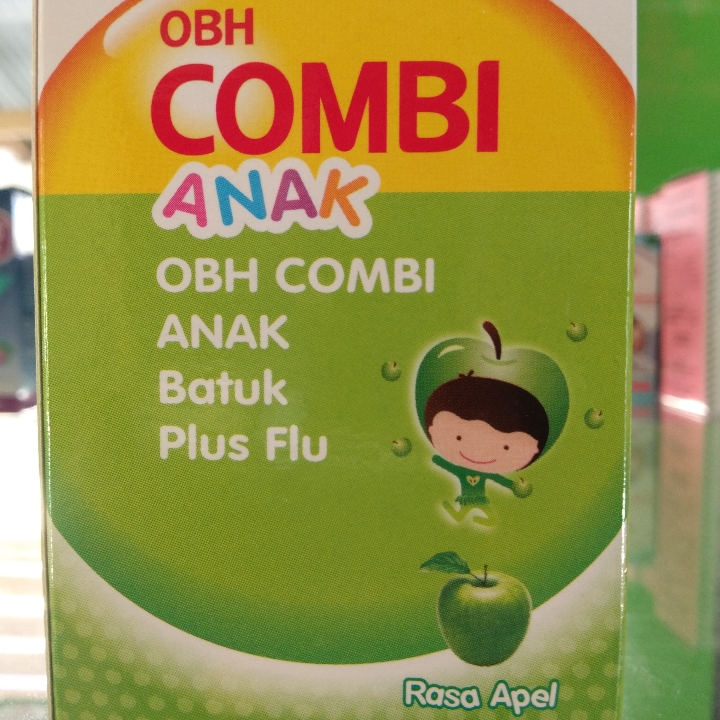 OBH
COMBI
ANAK
OBH COMBI
ANAK
Batuk
Plus Flu
Rasa Apel